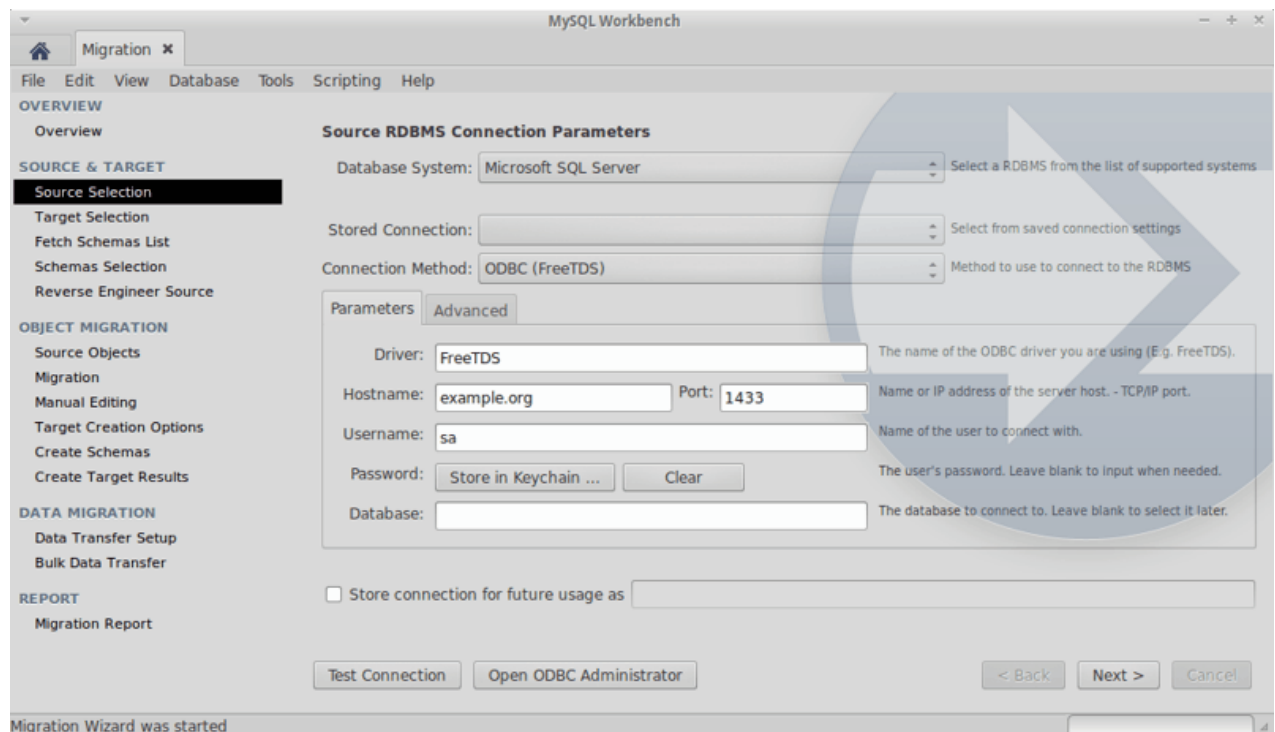 MySQL Workbench
Migration
File Edit View Database Tools Scripting Help
OVERVIEW
Overview
SOURCE & TARGET
Source Selection
Target Selection
Fetch Schemas List
Schemas Selection
Reverse Engineer Source
OBJECT MIGRATION
Source Objects
Migration
Manual Editing
Target Creation Options
Create Schemas
Create Target Results
DATA MIGRATION
Data Transfer Setup
Bulk Data Transfer
REPORT
Migration Report
Source RDBMS Connection Parameters
Database System: Microsoft SQL Server Select a RDBMS from the list of supported systems
Stored Connection: Select from saved connection settings
Connection Method: ODBC (FreeTDS) Method to use to connect to the RDBMS
Parameters Advanced
Driver: FreeTDS The name of the ODBC driver you are using (E.g. FreeTDS).
Hostname: example.org Port: 1433 Name or IP address of the server host. - TCP/IP port.
Username: sa Name of the user to connect with.
Password: Store in Keychain ... Clear The user's password. Leave blank to input when needed.
Database: The database to connect to. Leave blank to select it later.
Store connection for future usage as
Test Connection Open ODBC Administrator < Back Next > Cancel
Migration Wizard was started